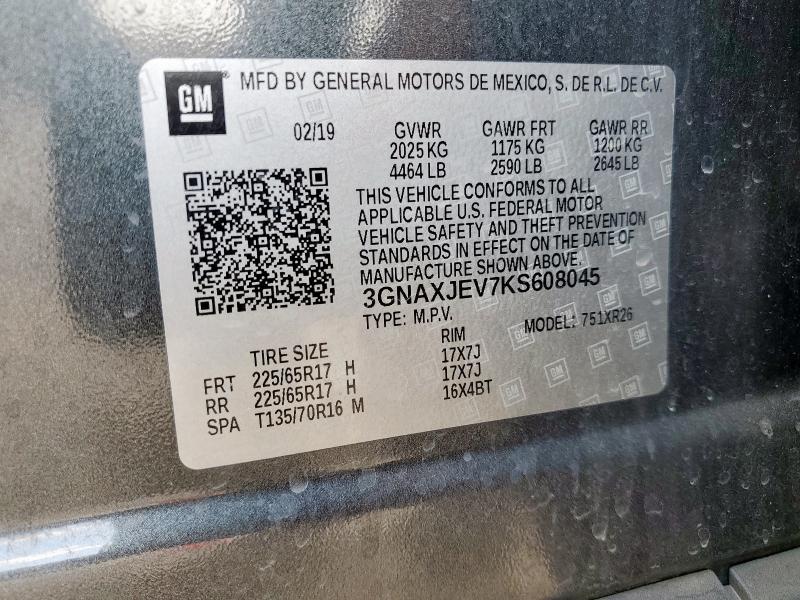 GM MFD BY GENERAL MOTORS DE MEXICO, S. DE R.L. DE C.V.
02/19 GVWR GAWR FRT GAWR RR
2025 KG 1175 KG 1200 KG
4464 LB 2590 LB 2645 LB
THIS VEHICLE CONFORMS TO ALL
APPLICABLE U.S. FEDERAL MOTOR
VEHICLE SAFETY AND THEFT PREVENTION
STANDARDS IN EFFECT ON THE DATE OF
MANUFACTURE SHOWN ABOVE.
3GNAXJEV7KS608045
TYPE: M.P.V. MODEL: 751XR26
TIRE SIZE RIM
FRT 225/65R17 H 17X7J
RR 225/65R17 H 17X7J
SPA T135/70R16 M 16X4BT